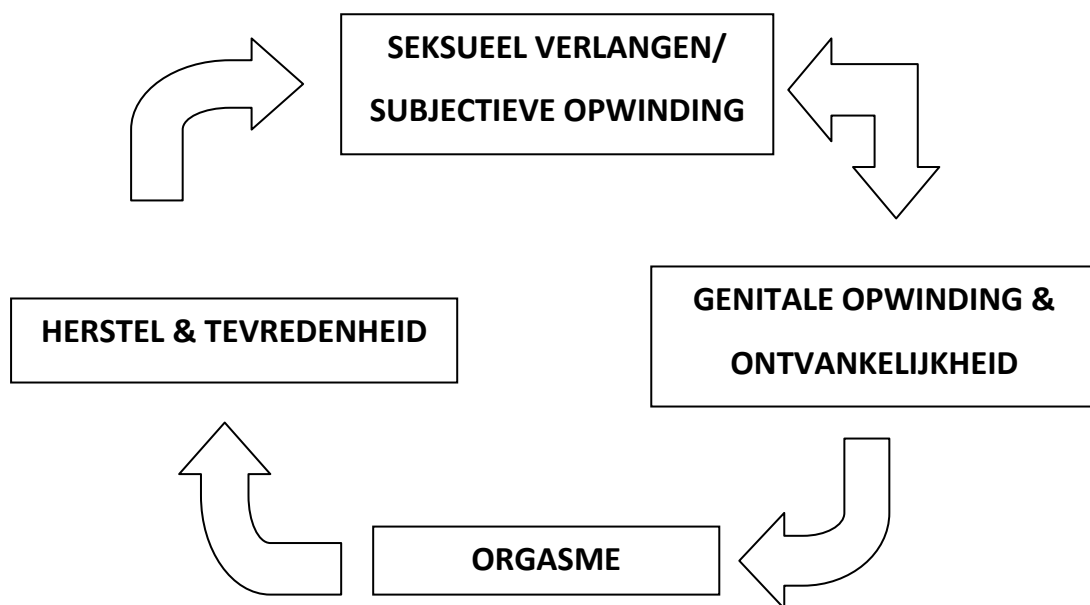 SEKSUEEL VERLANGEN/
SUBJECTIEVE OPWINDING
GENITALE OPWINDING &
ONTVANKELIJKHEID
ORGASME
HERSTEL & TEVREDENHEID